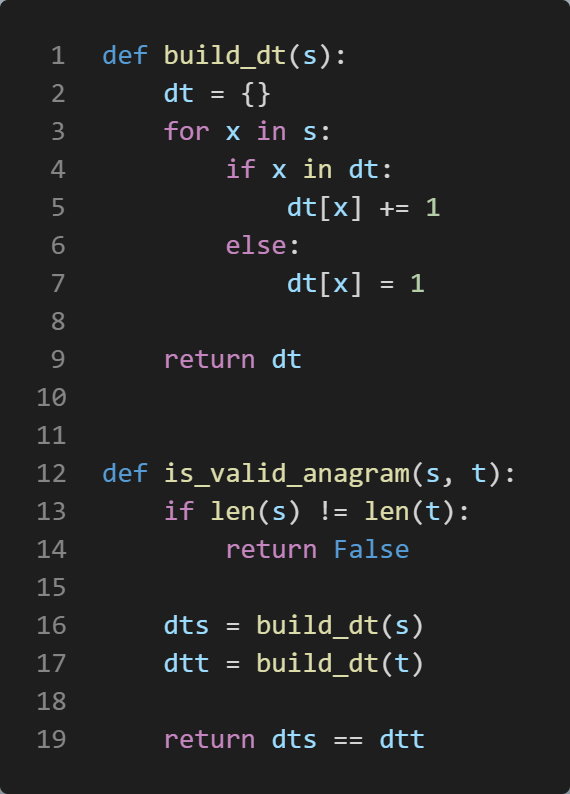 1 def build_dt(s):
2     dt = {}
3     for x in s:
4         if x in dt:
5             dt[x] += 1
6         else:
7             dt[x] = 1
8
9     return dt
10
11
12 def is_valid_anagram(s, t):
13     if len(s) != len(t):
14         return False
15
16     dts = build_dt(s)
17     dtt = build_dt(t)
18
19     return dts == dtt